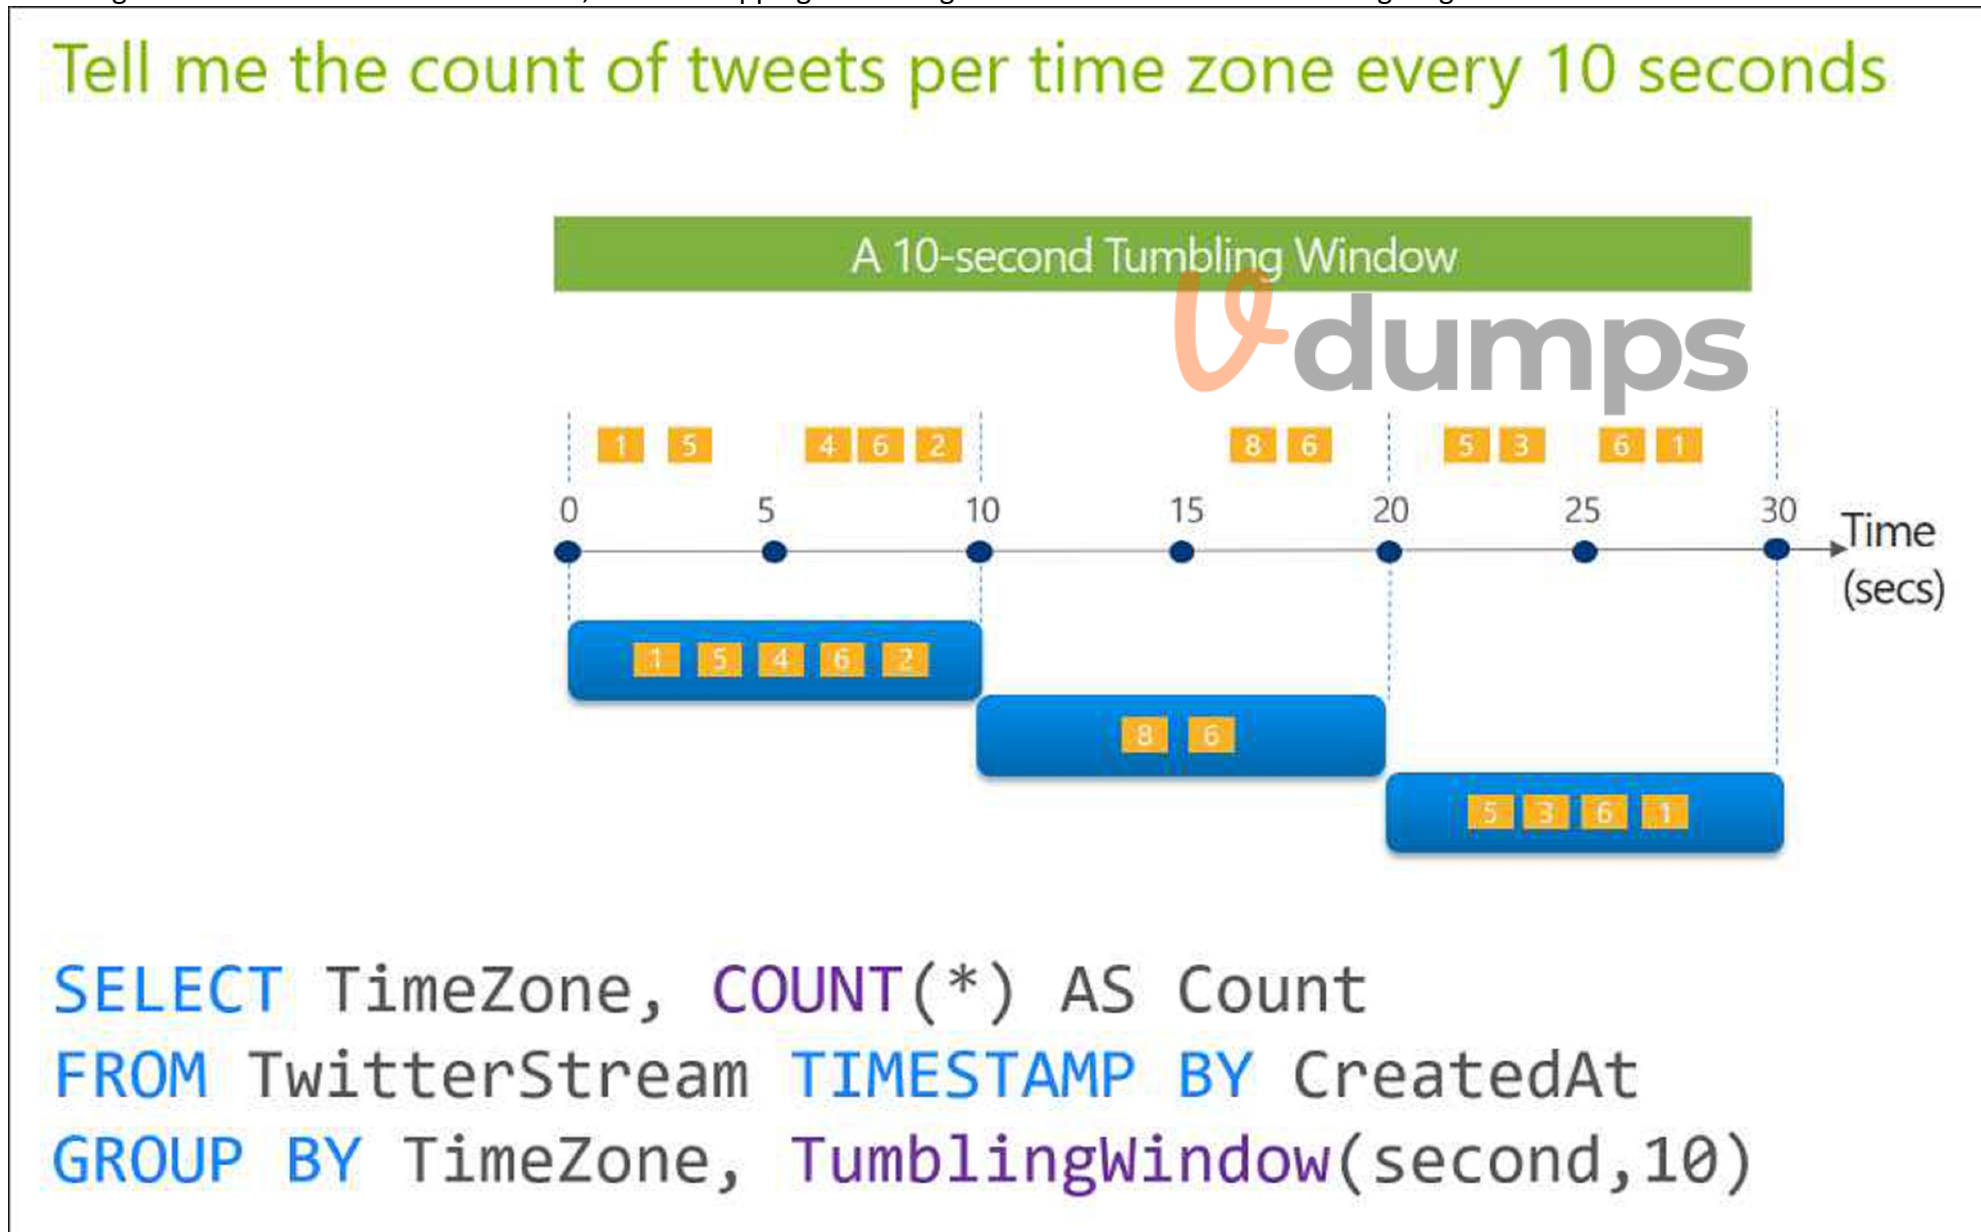 Tell me the count of tweets per time zone every 10 seconds
A 10-second Tumbling Window
Vdumps
1 5 4 6 2 8 6 5 3 6 1
0 5 10 15 20 25 30
Time
(secs)
1 5 4 6 2
8 6
5 3 6 1
SELECT TimeZone, COUNT(*) AS Count
FROM TwitterStream TIMESTAMP BY CreatedAt
GROUP BY TimeZone, TumblingWindow(second,10)